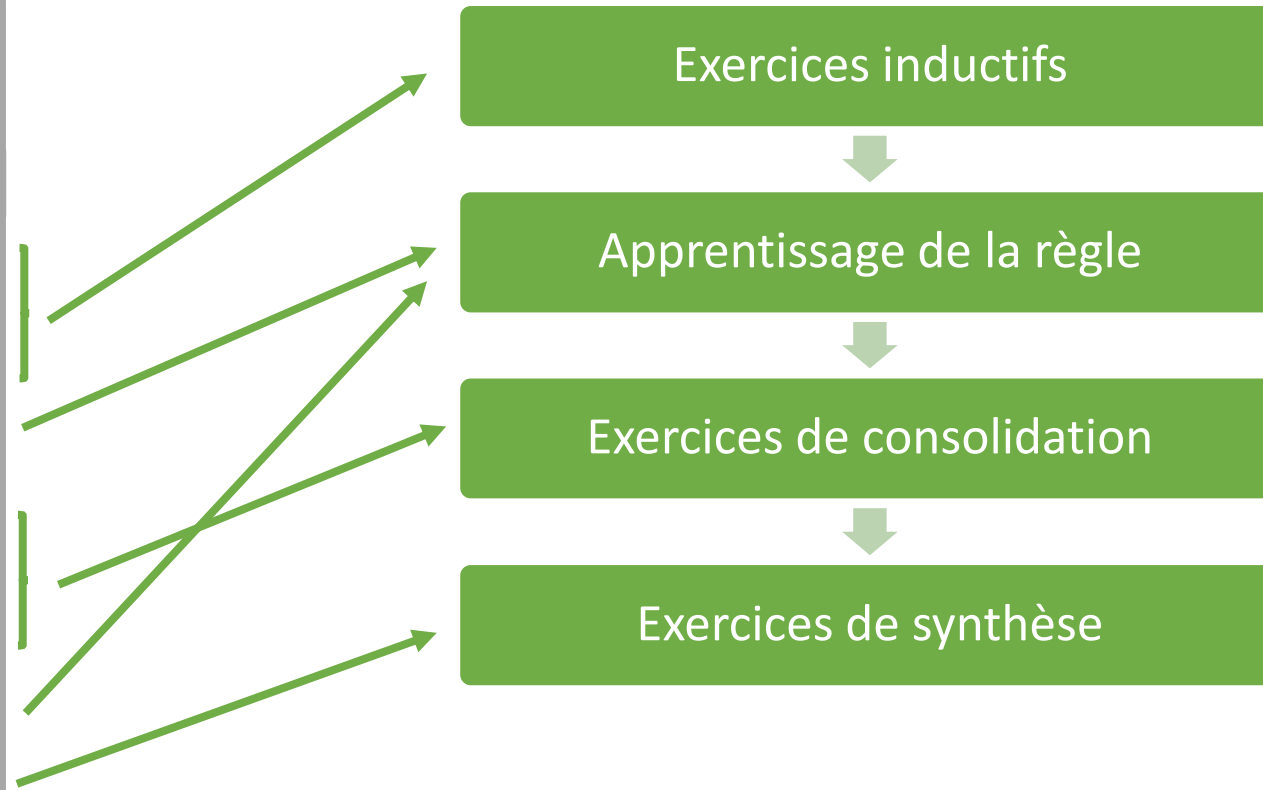 Exercices inductifs
Apprentissage de la règle
Exercices de consolidation
Exercices de synthèse